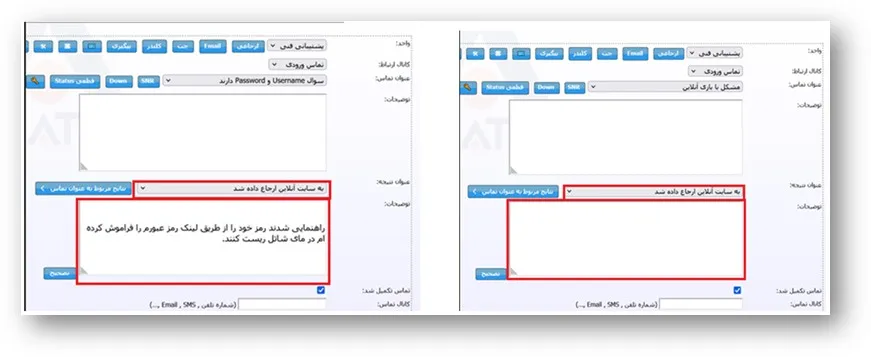 واحد: پشتیبانی فنی ارجاعی Email چت کلندر پیگیری
کانال ارتباط: تماس ورودی
عنوان تماس: مشکل با بازی آنلاین SNR Down قطعی Status
توضیحات:
عنوان نتیجه: به سایت آنلاین ارجاع داده شد نتایج مربوط به عنوان تماس
توضیحات:
تصحیح
تماس تکمیل شد:
کانال تماس: (شماره تلفن , Email , SMS ,...)
واحد: پشتیبانی فنی ارجاعی Email چت کلندر پیگیری
کانال ارتباط: تماس ورودی
عنوان تماس: سوال Username و Password دارند SNR Down قطعی Status
توضیحات:
عنوان نتیجه: به سایت آنلاین ارجاع داده شد نتایج مربوط به عنوان تماس
توضیحات:
راهنمایی شدند رمز خود را از طریق لینک رمز عبورم را فراموش کرده
ام در مای شاتل ریست کنند.
تصحیح
تماس تکمیل شد:
کانال تماس: (شماره تلفن , Email , SMS ,...)